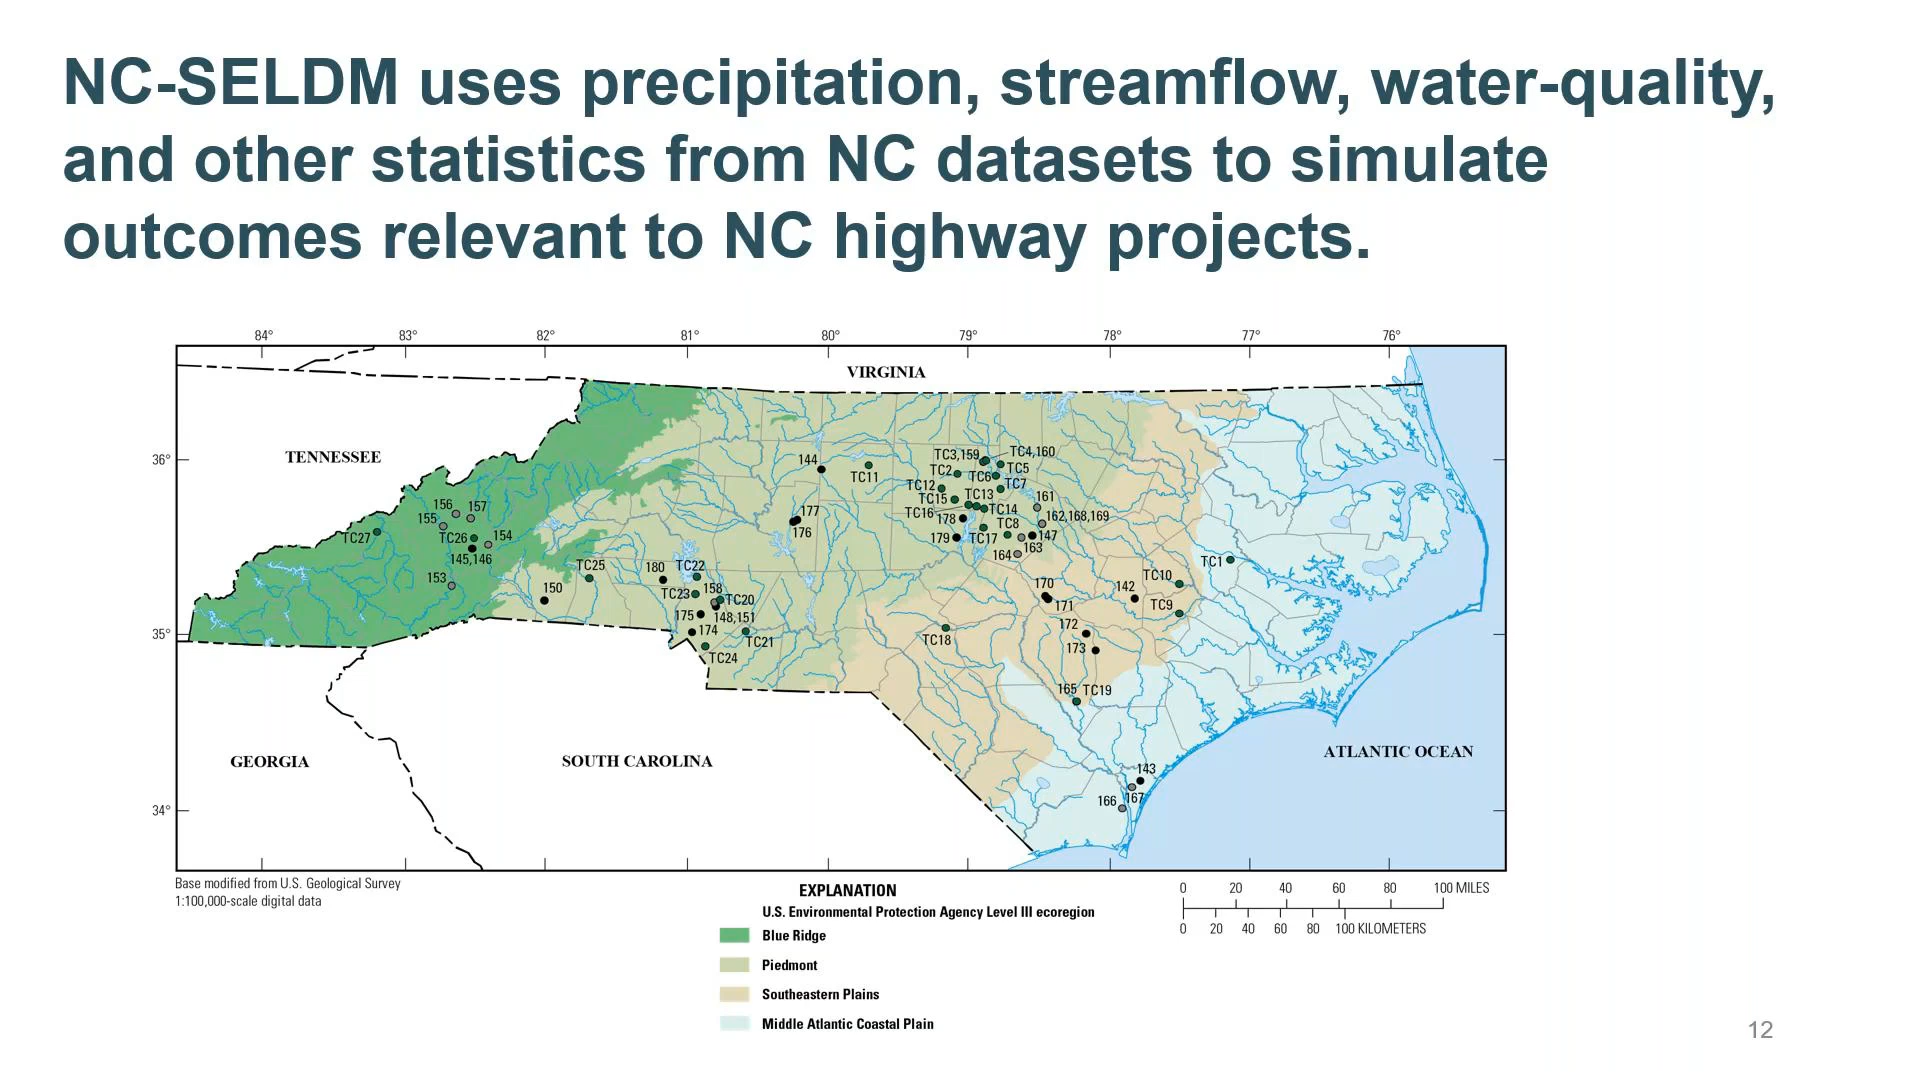 NC-SELDM uses precipitation, streamflow, water-quality,
and other statistics from NC datasets to simulate
outcomes relevant to NC highway projects.
84° 83° 82° 81° 80° 79° 78° 77° 76°
VIRGINIA
36°
TENNESSEE
144
TC11
TC3,159
TC4,160
TC2
TC6
TC5
TC12
TC7
TC15
TC13
161
TC16
TC14
178
TC8
162,168,169
179
TC17
147
163
164
177
176
156
157
155
TC27
TC26
154
145,146
153
150
TC25
180
TC22
TC23
158
TC20
175
148,151
174
TC21
TC24
TC1
TC10
170
142
171
TC9
172
173
TC18
35°
165
TC19
GEORGIA
SOUTH CAROLINA
ATLANTIC OCEAN
143
166
167
34°
Base modified from U.S. Geological Survey
1:100,000-scale digital data
EXPLANATION
U.S. Environmental Protection Agency Level III ecoregion
Blue Ridge
Piedmont
Southeastern Plains
Middle Atlantic Coastal Plain
0 20 40 60 80 100 MILES
0 20 40 60 80 100 KILOMETERS
12